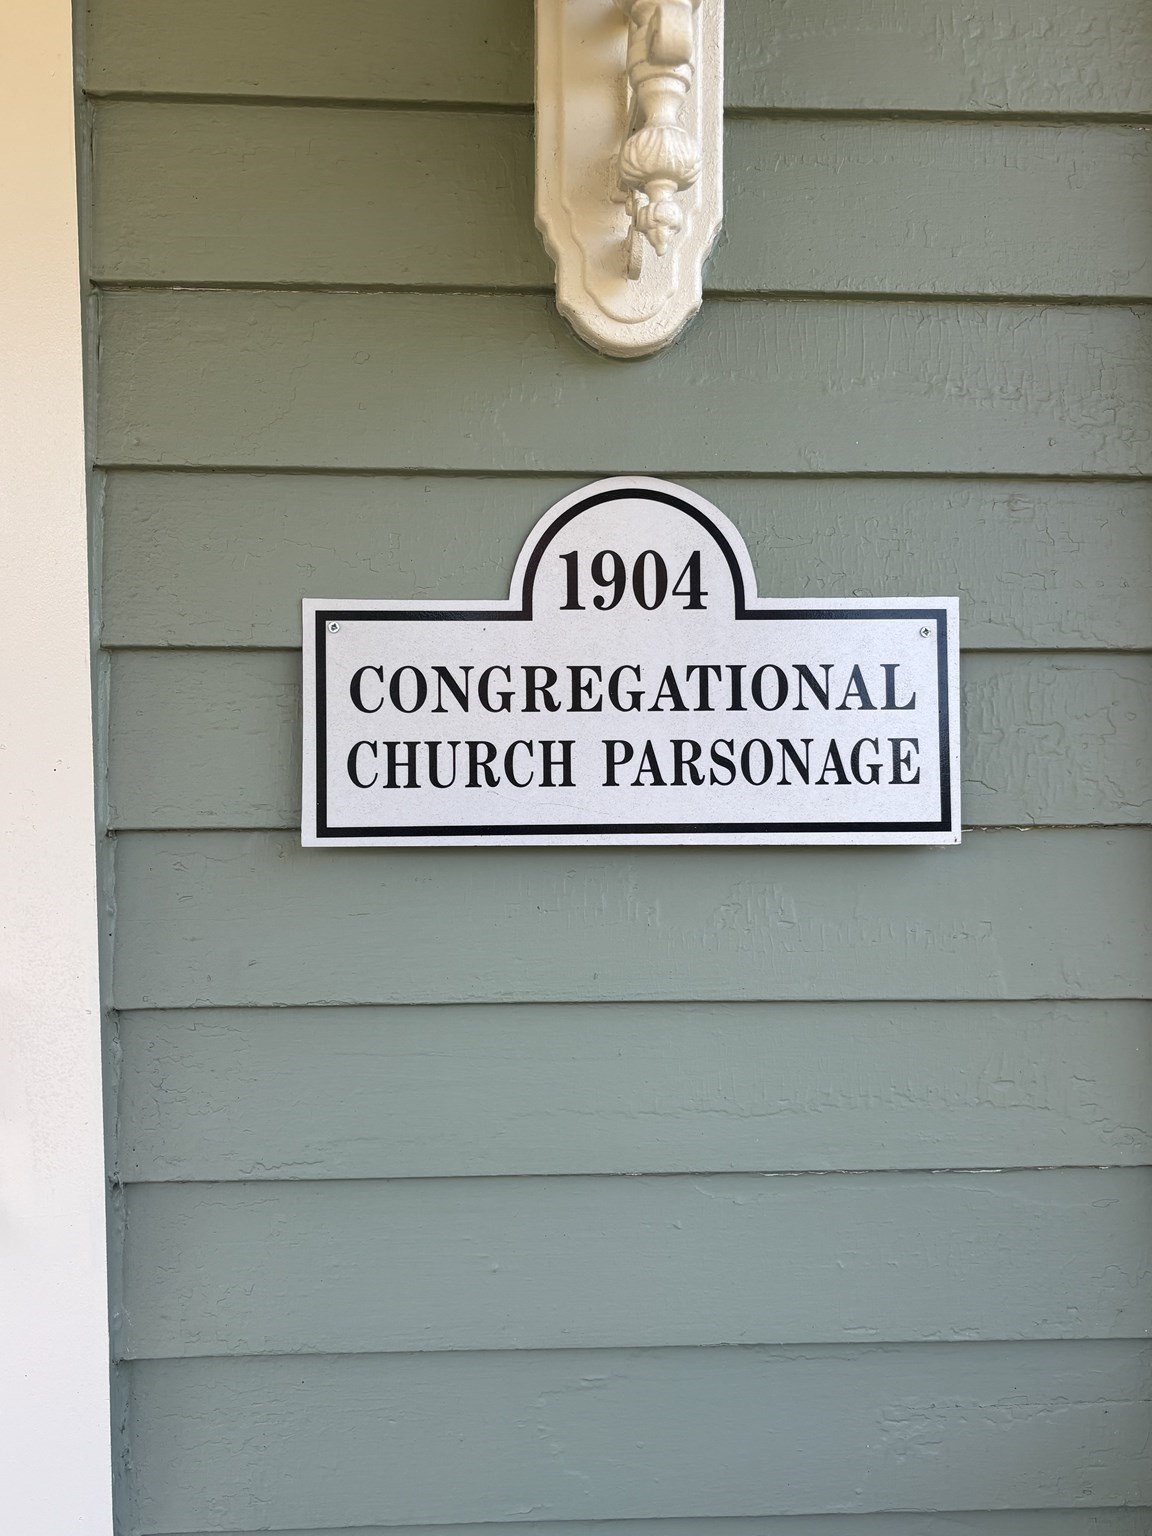 1904
CONGREGATIONAL
CHURCH PARSONAGE